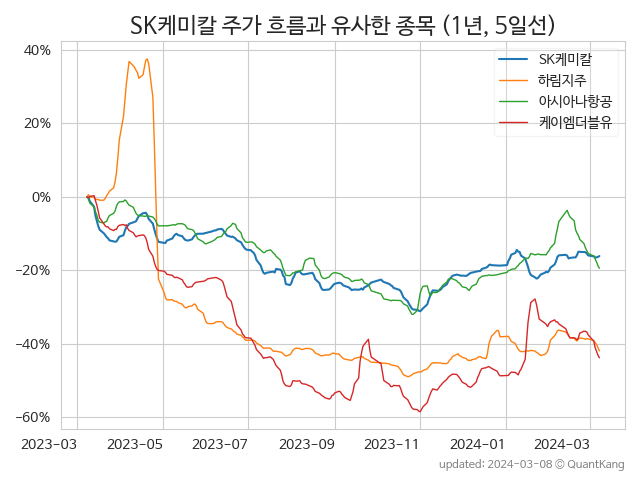 SK케미칼 주가 흐름과 유사한 종목 (1년, 5일선)
SK케미칼
하림지주
아시아나항공
케이엠더블유
40%
20%
0%
−20%
−40%
−60%
2023−03
2023−05
2023−07
2023−09
2023−11
2024−01
2024−03
updated: 2024-03-08 © QuantKang